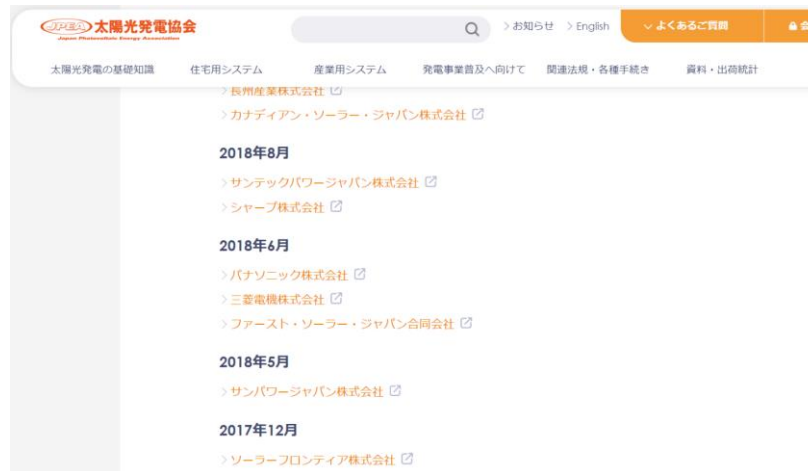 JPEA 太陽光発電協会
Japan Photovoltaic Energy Association
お知らせ
English
よくあるご質問
太陽光発電の基礎知識
住宅用システム
産業用システム
発電事業普及へ向けて
関連法規・各種手続き
資料・出荷統計
長州産業株式会社
カナディアン・ソーラー・ジャパン株式会社
2018年8月
サンテックパワージャパン株式会社
シャープ株式会社
2018年6月
パナソニック株式会社
三菱電機株式会社
ファースト・ソーラー・ジャパン合同会社
2018年5月
サンパワージャパン株式会社
2017年12月
ソーラーフロンティア株式会社